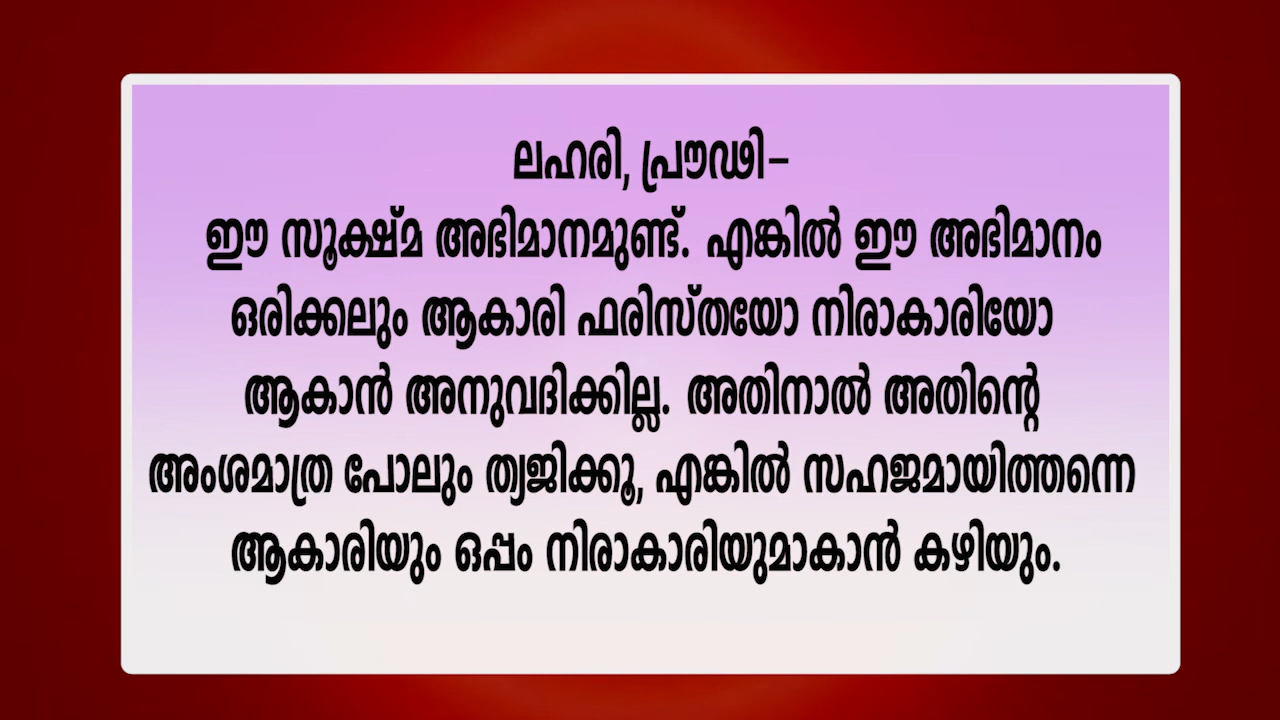 ലഹരി, പ്രൗഢി-
ഈ സൂക്ഷ്മ അഭിമാനമുണ്ട്. എങ്കിൽ ഈ അഭിമാനം
ഒരിക്കലും ആകാരി ഫരിസ്തയോ നിരാകാരിയോ
ആകാൻ അനുവദിക്കില്ല. അതിനാൽ അതിന്റെ
അംശമാത്ര പോലും ത്വജിക്കൂ, എങ്കിൽ സഹജമായിത്തന്നെ
ആകാരിയും ഒപ്പം നിരാകാരിയുമാകാൻ കഴിയും.